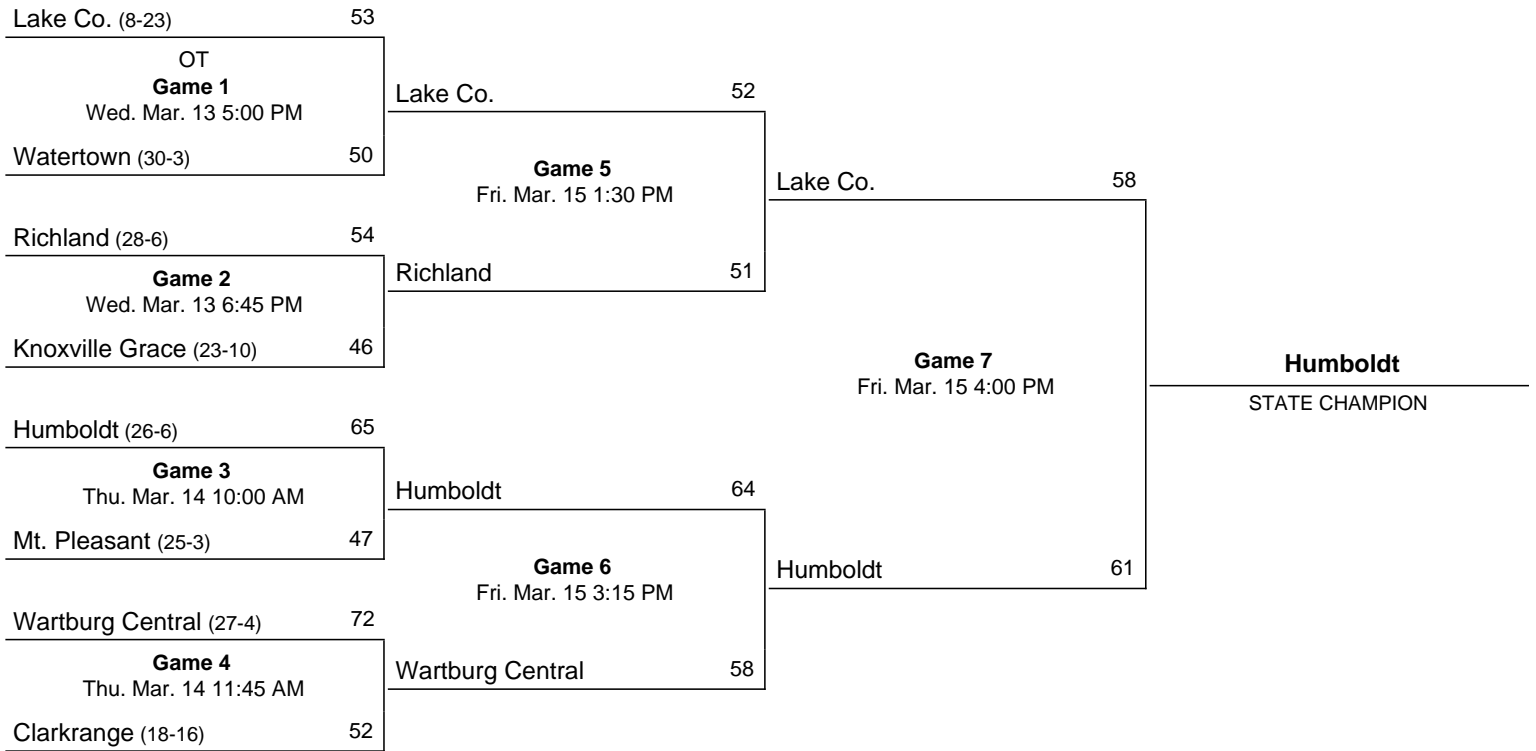 Lake Co. (8-23) 53
OT
Game 1
Wed. Mar. 13 5:00 PM
Watertown (30-3) 50
Richland (28-6) 54
Game 2
Wed. Mar. 13 6:45 PM
Knoxville Grace (23-10) 46
Humboldt (26-6) 65
Game 3
Thu. Mar. 14 10:00 AM
Mt. Pleasant (25-3) 47
Wartburg Central (27-4) 72
Game 4
Thu. Mar. 14 11:45 AM
Clarkrange (18-16) 52
Lake Co. 52
Game 5
Fri. Mar. 15 1:30 PM
Richland 51
Humboldt 64
Game 6
Fri. Mar. 15 3:15 PM
Wartburg Central 58
Lake Co. 58
Game 7
Fri. Mar. 15 4:00 PM
Humboldt 61
Humboldt
STATE CHAMPION